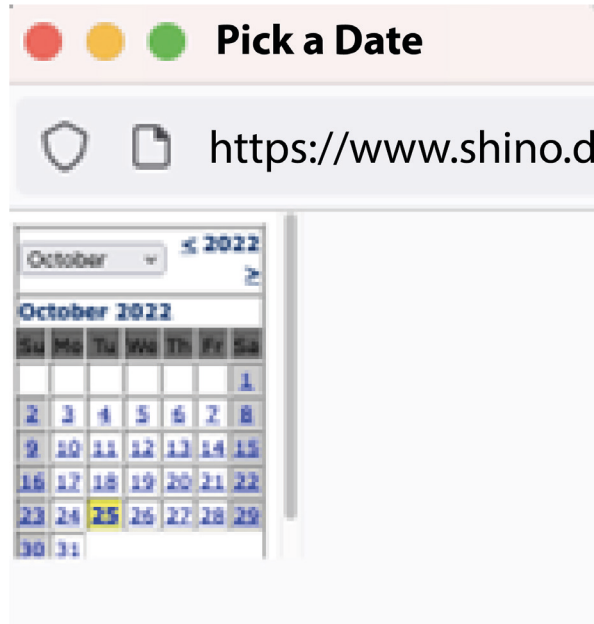 Pick a Date
https://www.shino.d
October
≤ 2022
≥
October 2022
Su Mo Tu We Th Fr Sa
1
2 3 4 5 6 7 8
9 10 11 12 13 14 15
16 17 18 19 20 21 22
23 24 25 26 27 28 29
30 31